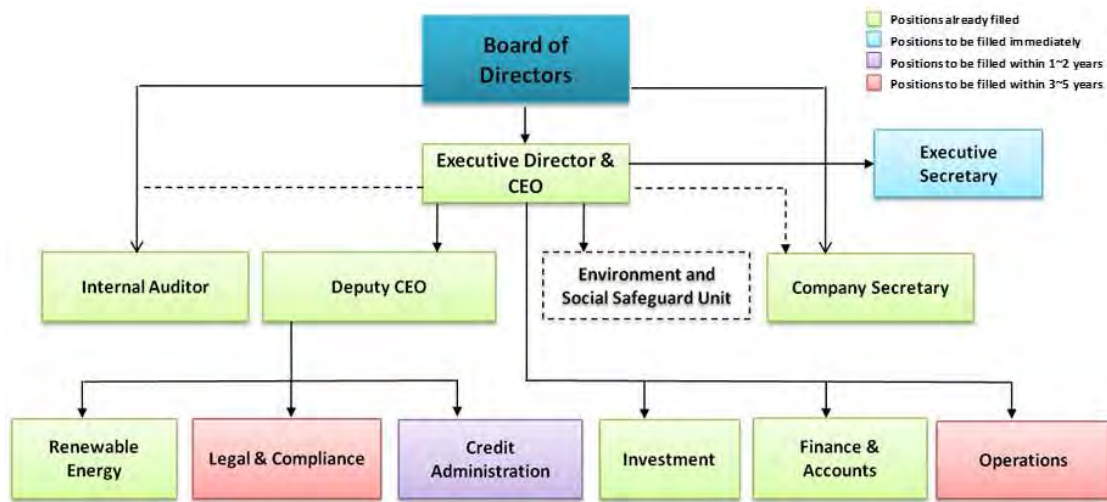 Board of
Directors
Positions already filled
Positions to be filled immediately
Positions to be filled within 1~2 years
Positions to be filled within 3~5 years
Executive Director &
CEO
Executive
Secretary
Internal Auditor
Deputy CEO
Environment and
Social Safeguard Unit
Company Secretary
Renewable
Energy
Legal & Compliance
Credit
Administration
Investment
Finance &
Accounts
Operations